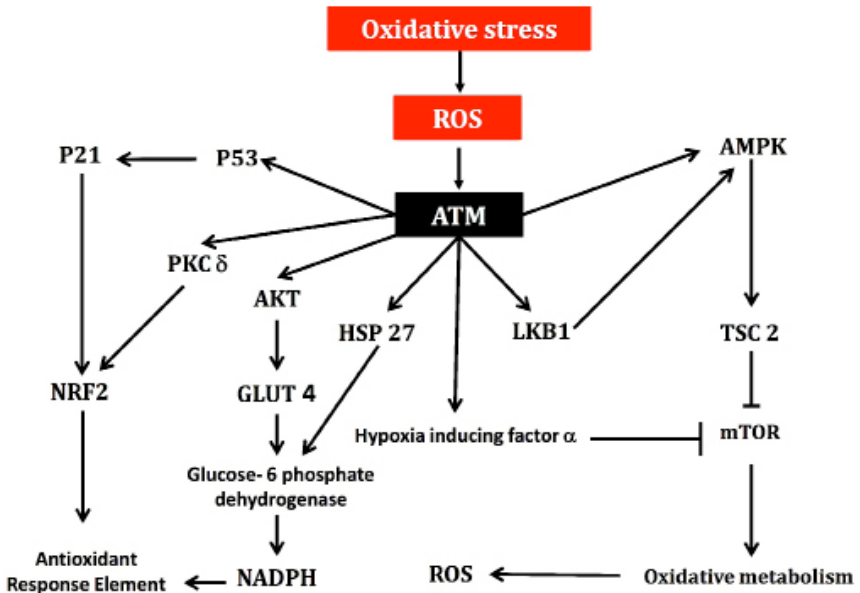 Oxidative stress
ROS
ATM
P21
P53
AMPK
PKC δ
AKT
HSP 27
LKB1
TSC 2
NRF2
GLUT 4
Hypoxia inducing factor α
mTOR
Glucose- 6 phosphate
dehydrogenase
Antioxidant
Response Element
NADPH
ROS
Oxidative metabolism